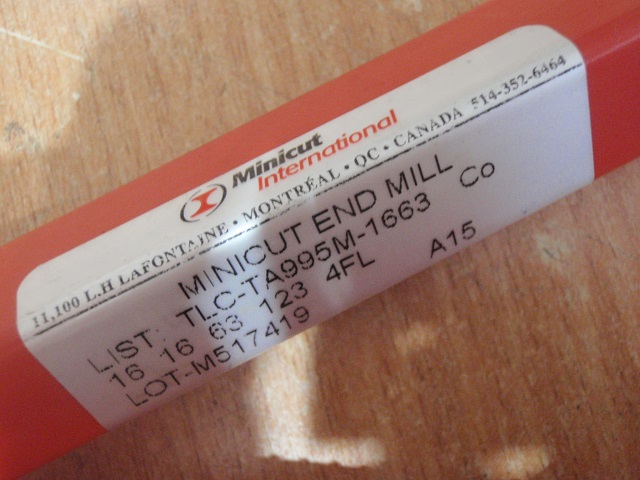 Minicut
International
11,100 L.H LAFONTAINE • MONTRÉAL • QC • CANADA 514-352-6464
MINICUT END MILL
LIST: TLC-TA995M-1663 Co
16 16 63 123 4FL A15
LOT-M517419